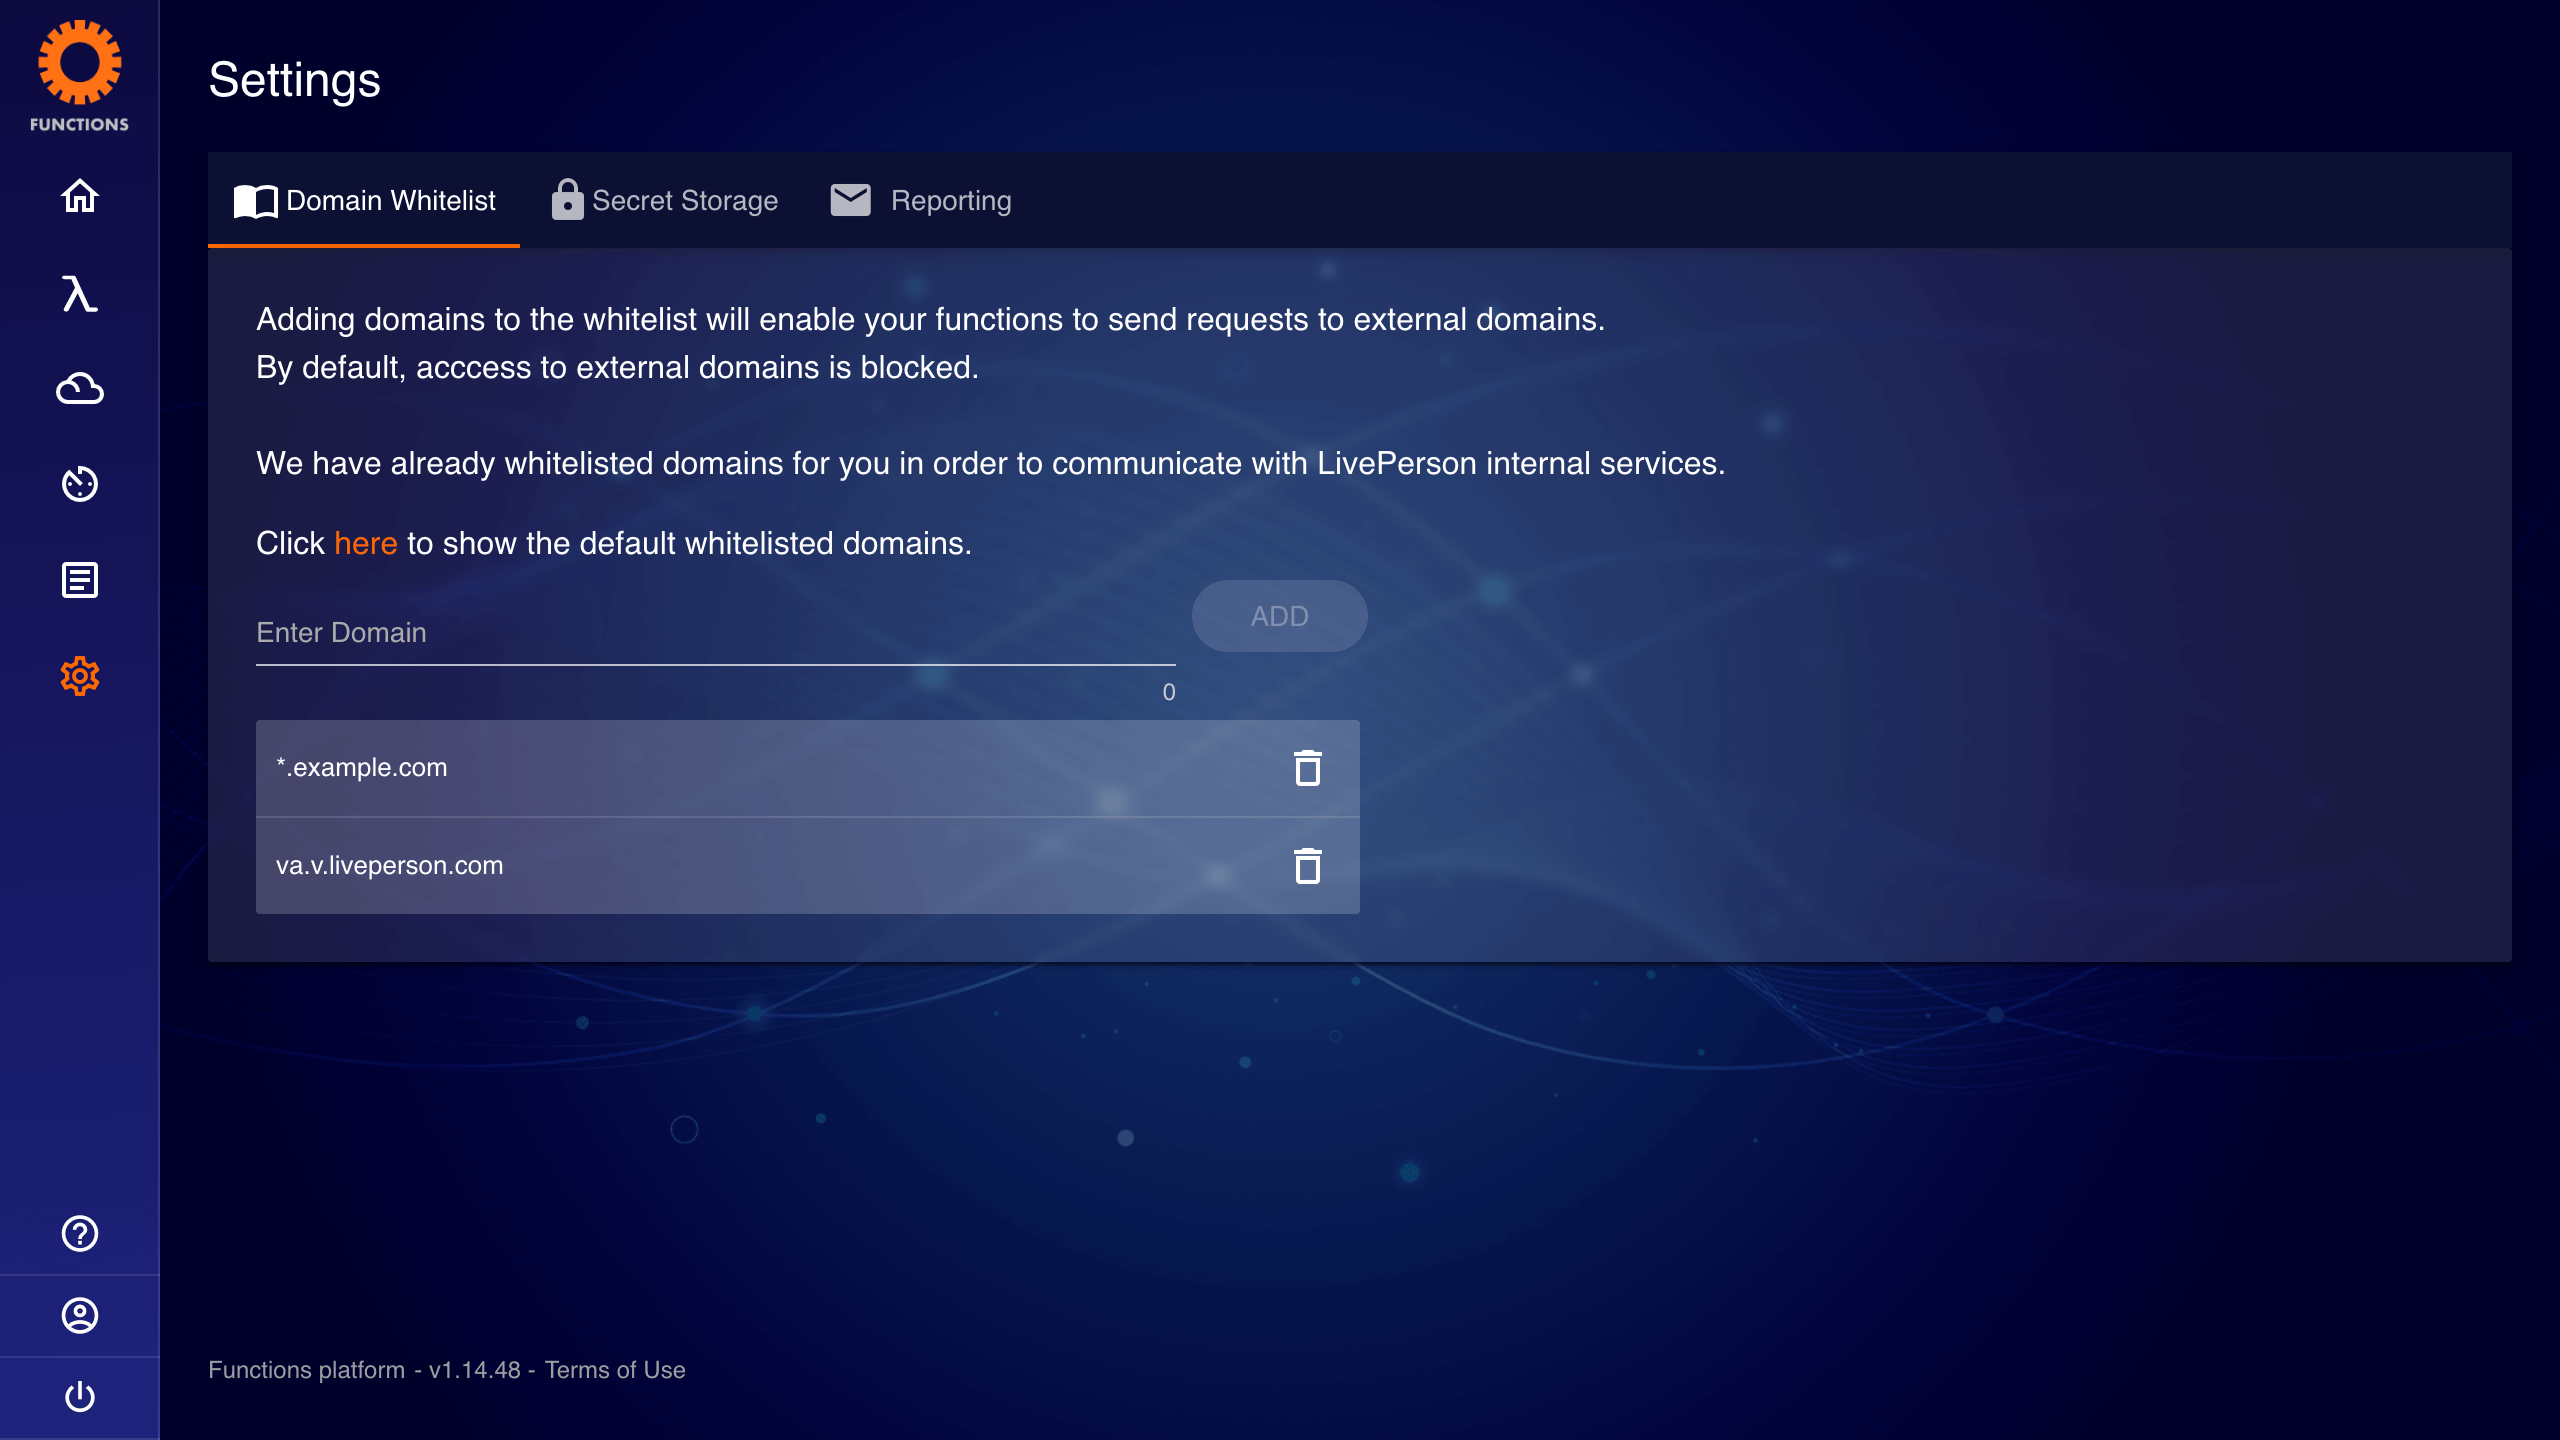 FUNCTIONS
Settings
Domain Whitelist
Secret Storage
Reporting
Adding domains to the whitelist will enable your functions to send requests to external domains.
By default, acccess to external domains is blocked.
We have already whitelisted domains for you in order to communicate with LivePerson internal services.
Click here to show the default whitelisted domains.
Enter Domain
ADD
0
*.example.com
va.v.liveperson.com
Functions platform - v1.14.48 - Terms of Use